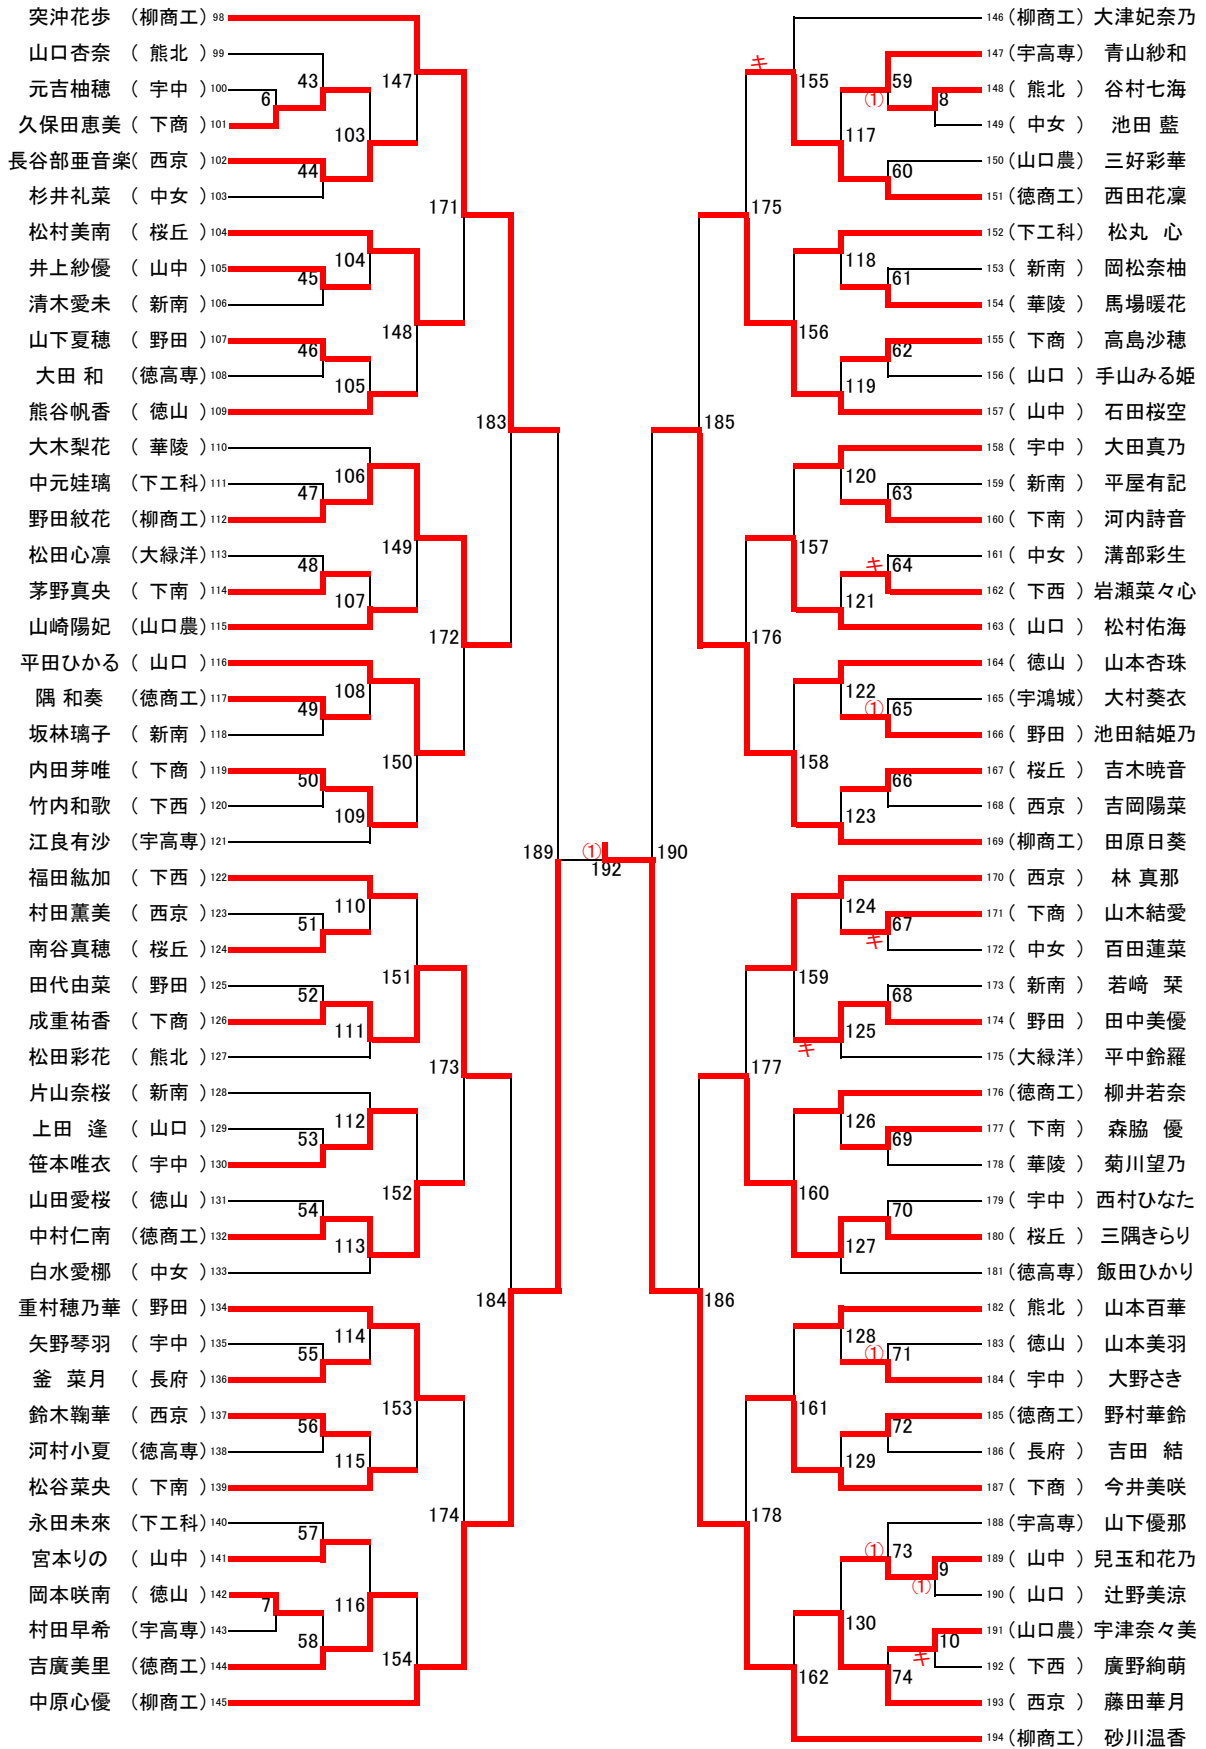 突沖花歩 (柳商工) 98
山口杏奈 ( 熊北 ) 99
元吉柚穂 ( 宇中 ) 100
久保田恵美 ( 下商 ) 101
長谷部亜音楽 ( 西京 ) 102
杉井礼菜 ( 中女 ) 103
松村美南 ( 桜丘 ) 104
井上紗優 ( 山中 ) 105
清木愛未 ( 新南 ) 106
山下夏穂 ( 野田 ) 107
大田 和 (徳高専) 108
熊谷帆香 ( 徳山 ) 109
大木梨花 ( 華陵 ) 110
中元娃璃 (下工科) 111
野田紋花 (柳商工) 112
松田心凛 (大緑洋) 113
茅野真央 ( 下南 ) 114
山崎陽妃 (山口農) 115
平田ひかる ( 山口 ) 116
隅 和奏 (徳商工) 117
坂林璃子 ( 新南 ) 118
内田芽唯 ( 下商 ) 119
竹内和歌 ( 下西 ) 120
江良有沙 (宇高専) 121
福田紘加 ( 下西 ) 122
村田薫美 ( 西京 ) 123
南谷真穂 ( 桜丘 ) 124
田代由菜 ( 野田 ) 125
成重祐香 ( 下商 ) 126
松田彩花 ( 熊北 ) 127
片山奈桜 ( 新南 ) 128
上田 逢 ( 山口 ) 129
笹本唯衣 ( 宇中 ) 130
山田愛桜 ( 徳山 ) 131
中村仁南 (徳商工) 132
白水愛梛 ( 中女 ) 133
重村穂乃華 ( 野田 ) 134
矢野琴羽 ( 宇中 ) 135
釜 菜月 ( 長府 ) 136
鈴木鞠華 ( 西京 ) 137
河村小夏 (徳高専) 138
松谷菜央 ( 下南 ) 139
永田未來 (下工科) 140
宮本りの ( 山中 ) 141
岡本咲南 ( 徳山 ) 142
村田早希 (宇高専) 143
吉廣美里 (徳商工) 144
中原心優 (柳商工) 145
6
7
43
44
45
46
47
48
49
50
51
52
53
54
55
56
57
58
103
104
105
106
107
108
109
110
111
112
113
114
115
116
147
148
149
150
151
152
153
154
171
172
173
174
183
184
189
① 192
190
185
186
175
176
177
178
キ 155
156
157
158
159
160
161
162
117
118
119
120
121
122
123
124
キ 125
126
127
128
129
130
① 59
60
61
62
63
キ 64
① 65
66
キ 67
68
69
70
① 71
72
① 73
74
8
① 9
キ 10
146 (柳商工) 大津妃奈乃
147 (宇高専) 青山紗和
148 ( 熊北 ) 谷村七海
149 ( 中女 ) 池田 藍
150 (山口農) 三好彩華
151 (徳商工) 西田花凜
152 (下工科) 松丸 心
153 ( 新南 ) 岡松奈柚
154 ( 華陵 ) 馬場暖花
155 ( 下商 ) 高島沙穂
156 ( 山口 ) 手山みる姫
157 ( 山中 ) 石田桜空
158 ( 宇中 ) 大田真乃
159 ( 新南 ) 平屋有記
160 ( 下南 ) 河内詩音
161 ( 中女 ) 溝部彩生
162 ( 下西 ) 岩瀬菜々心
163 ( 山口 ) 松村佑海
164 ( 徳山 ) 山本杏珠
165 (宇鴻城) 大村葵衣
166 ( 野田 ) 池田結姫乃
167 ( 桜丘 ) 吉木暁音
168 ( 西京 ) 吉岡陽菜
169 (柳商工) 田原日葵
170 ( 西京 ) 林 真那
171 ( 下商 ) 山木結愛
172 ( 中女 ) 百田蓮菜
173 ( 新南 ) 若﨑 栞
174 ( 野田 ) 田中美優
175 (大緑洋) 平中鈴羅
176 (徳商工) 柳井若奈
177 ( 下南 ) 森脇 優
178 ( 華陵 ) 菊川望乃
179 ( 宇中 ) 西村ひなた
180 ( 桜丘 ) 三隅きらり
181 (徳高専) 飯田ひかり
182 ( 熊北 ) 山本百華
183 ( 徳山 ) 山本美羽
184 ( 宇中 ) 大野さき
185 (徳商工) 野村華鈴
186 ( 長府 ) 吉田 結
187 ( 下商 ) 今井美咲
188 (宇高専) 山下優那
189 ( 山中 ) 兒玉和花乃
190 ( 山口 ) 辻野美涼
191 (山口農) 宇津奈々美
192 ( 下西 ) 廣野絢萌
193 ( 西京 ) 藤田華月
194 (柳商工) 砂川温香